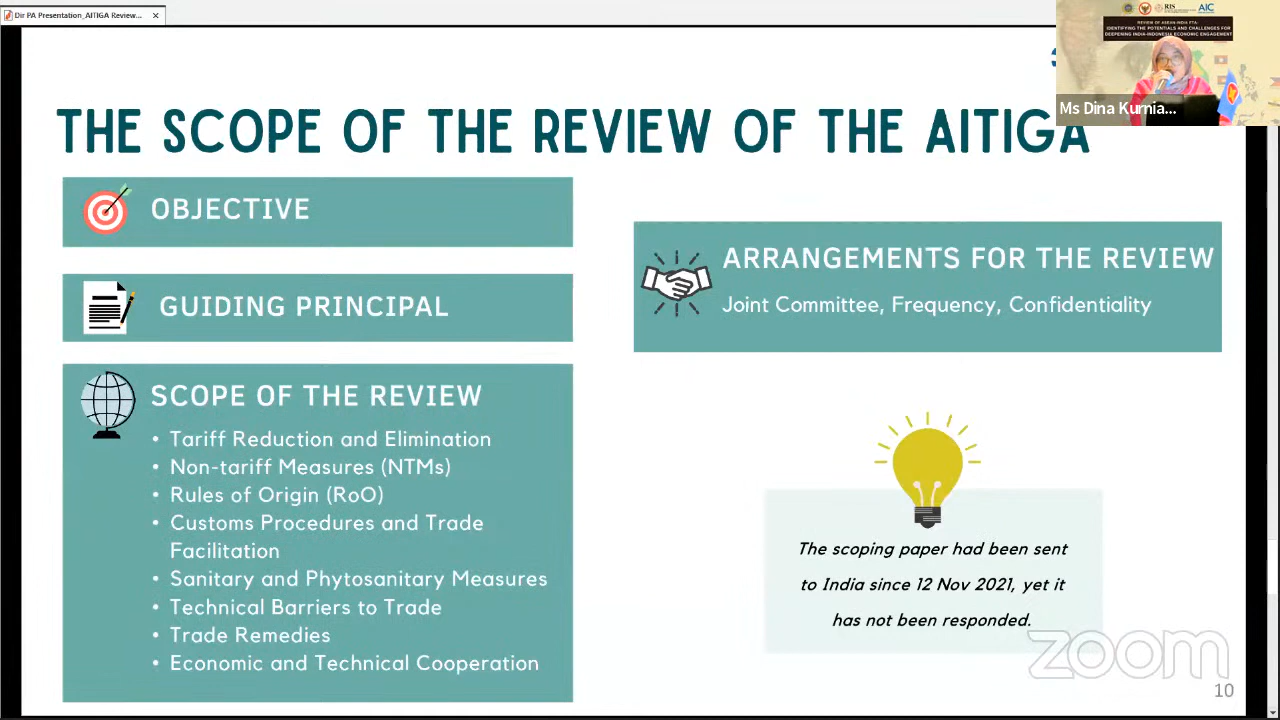 Dir PA Presentation_AITIGA Review...
RIS
AIC
REVIEW OF ASEAN-INDIA FTA:
IDENTIFYING THE POTENTIALS AND CHALLENGES FOR
DEEPENING INDIA-INDONESIA ECONOMIC ENGAGEMENT
Ms Dina Kurnia...
THE SCOPE OF THE REVIEW OF THE AITIGA
OBJECTIVE
GUIDING PRINCIPAL
SCOPE OF THE REVIEW
• Tariff Reduction and Elimination
• Non-tariff Measures (NTMs)
• Rules of Origin (RoO)
• Customs Procedures and Trade
Facilitation
• Sanitary and Phytosanitary Measures
• Technical Barriers to Trade
• Trade Remedies
• Economic and Technical Cooperation
ARRANGEMENTS FOR THE REVIEW
Joint Committee, Frequency, Confidentiality
The scoping paper had been sent
to India since 12 Nov 2021, yet it
has not been responded.
zoom
10